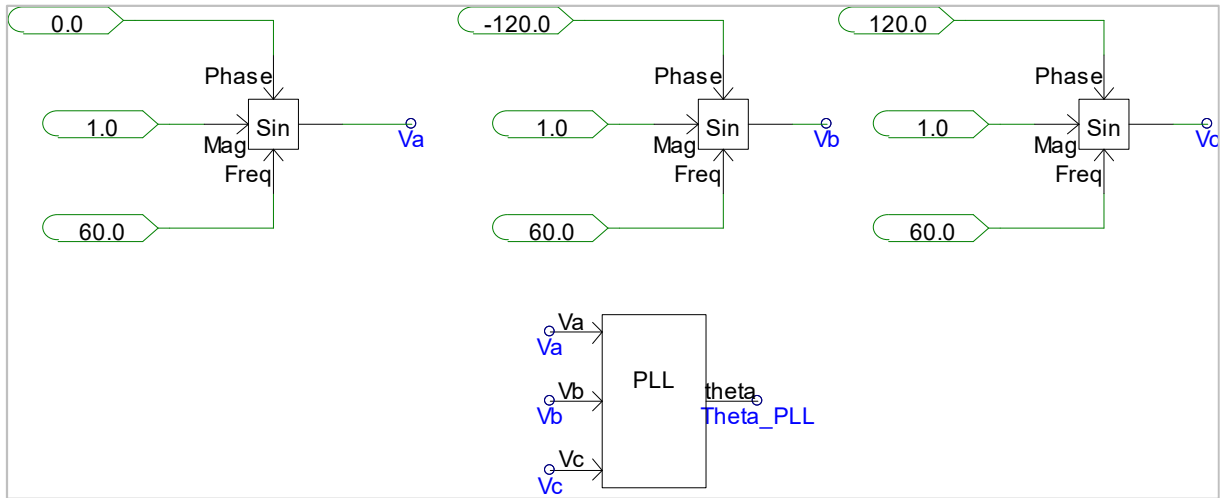 0.0
-120.0
120.0
Phase
Phase
Phase
1.0
Sin
Va
1.0
Sin
Vb
1.0
Sin
Vc
Mag
Mag
Mag
Freq
Freq
Freq
60.0
60.0
60.0
Va
Va
PLL
Vb
theta
Vb
Theta_PLL
Vc
Vc